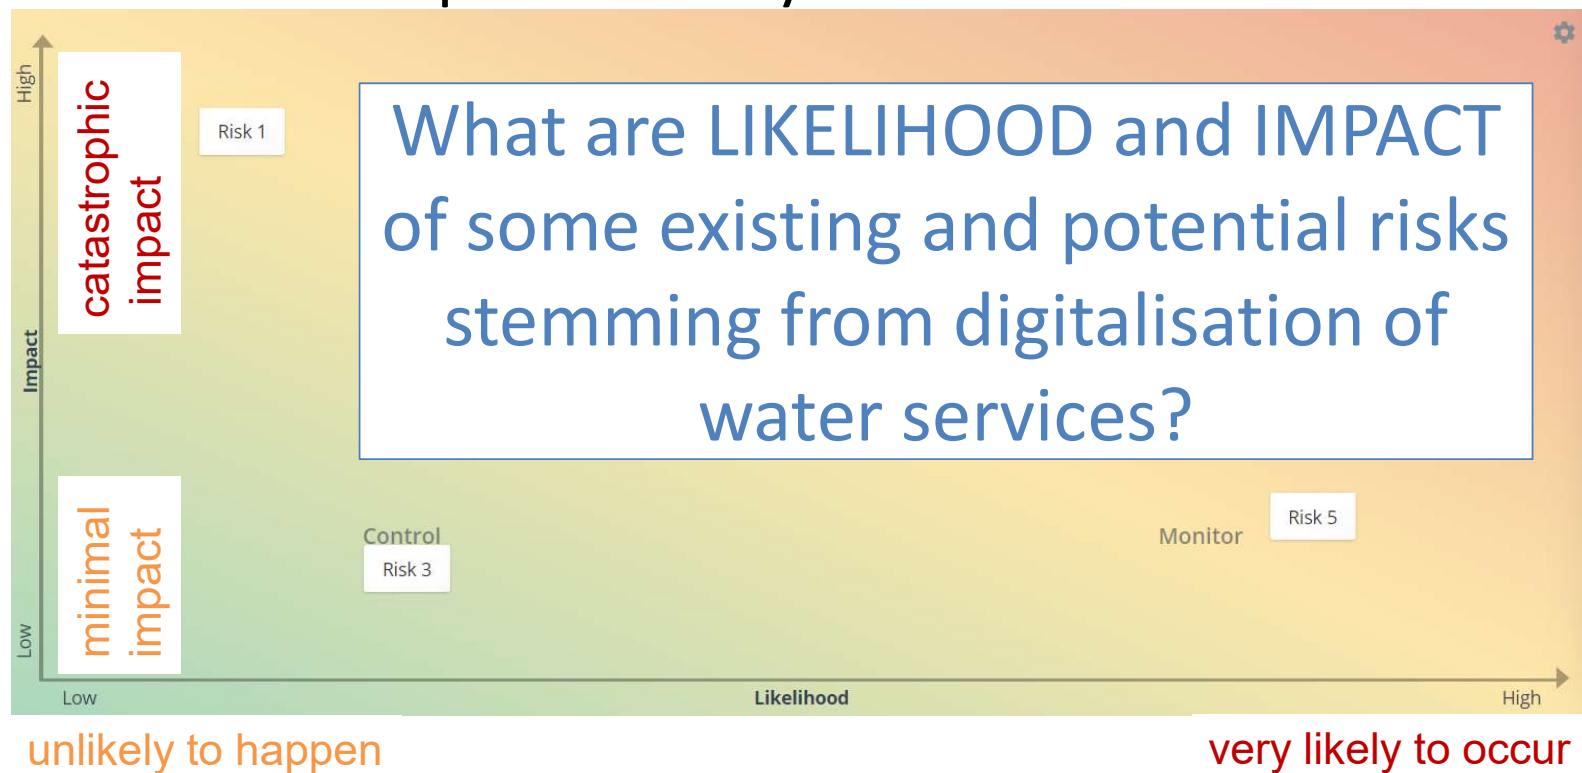 High
catastrophic
impact
Risk 1
What are LIKELIHOOD and IMPACT
of some existing and potential risks
stemming from digitalisation of
water services?
Impact
minimal
impact
Control
Risk 3
Monitor
Risk 5
Low
Low
Likelihood
High
unlikely to happen
very likely to occur